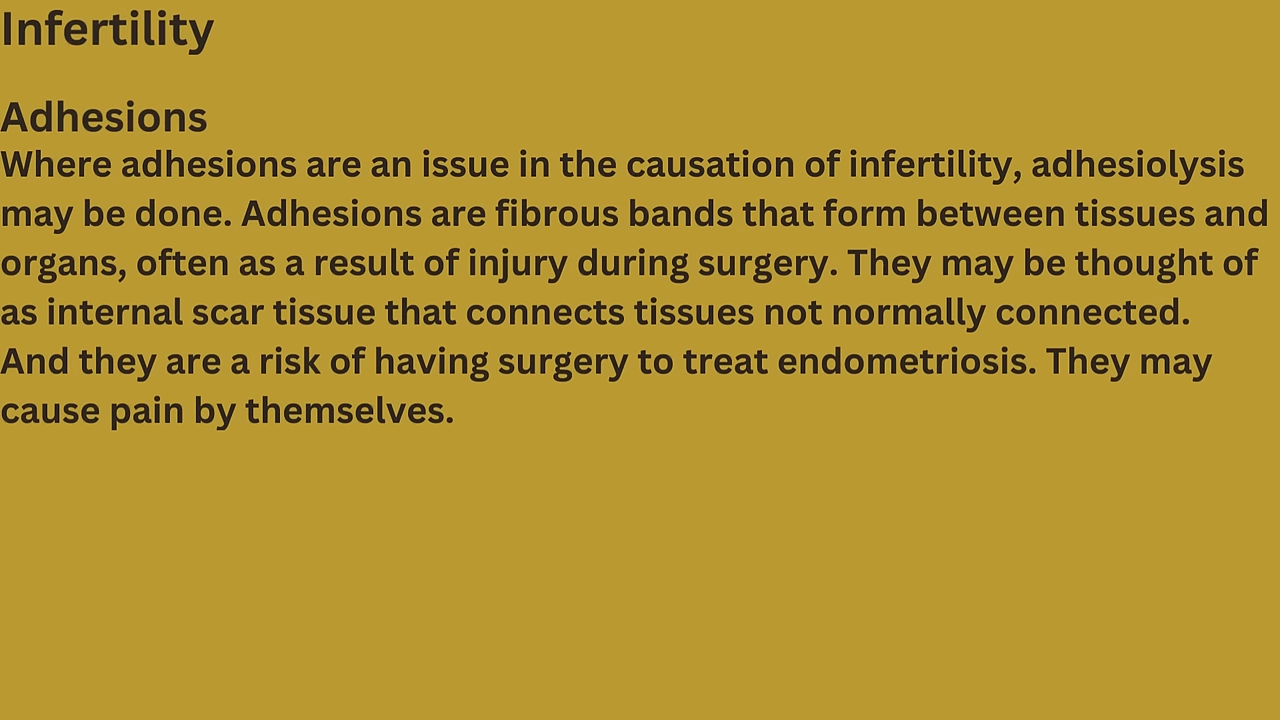 Infertility
Adhesions
Where adhesions are an issue in the causation of infertility, adhesiolysis
may be done. Adhesions are fibrous bands that form between tissues and
organs, often as a result of injury during surgery. They may be thought of
as internal scar tissue that connects tissues not normally connected.
And they are a risk of having surgery to treat endometriosis. They may
cause pain by themselves.